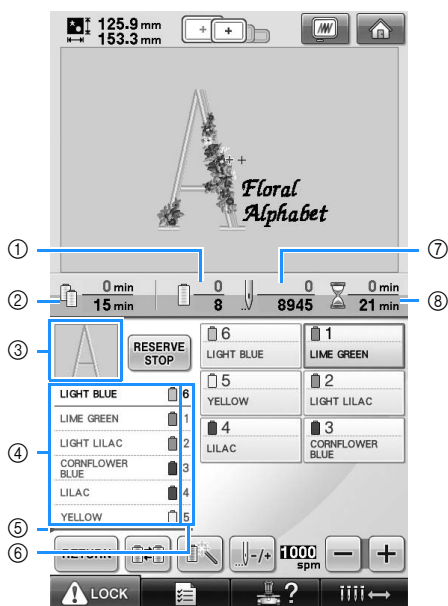 125.9 mm
153.3 mm
Floral
Alphabet
① ⑦
0 min 0 0 0 min
② 15 min 8 8945 21 min ⑧
③
RESERVE
STOP
6
LIGHT BLUE
1
LIME GREEN
5
YELLOW
2
LIGHT LILAC
4
LILAC
3
CORNFLOWER
BLUE
④
LIGHT BLUE 6
LIME GREEN 1
LIGHT LILAC 2
CORNFLOWER
BLUE 3
LILAC 4
YELLOW 5
⑤
⑥
RETURN -/+ 1000
spm - +
LOCK ?